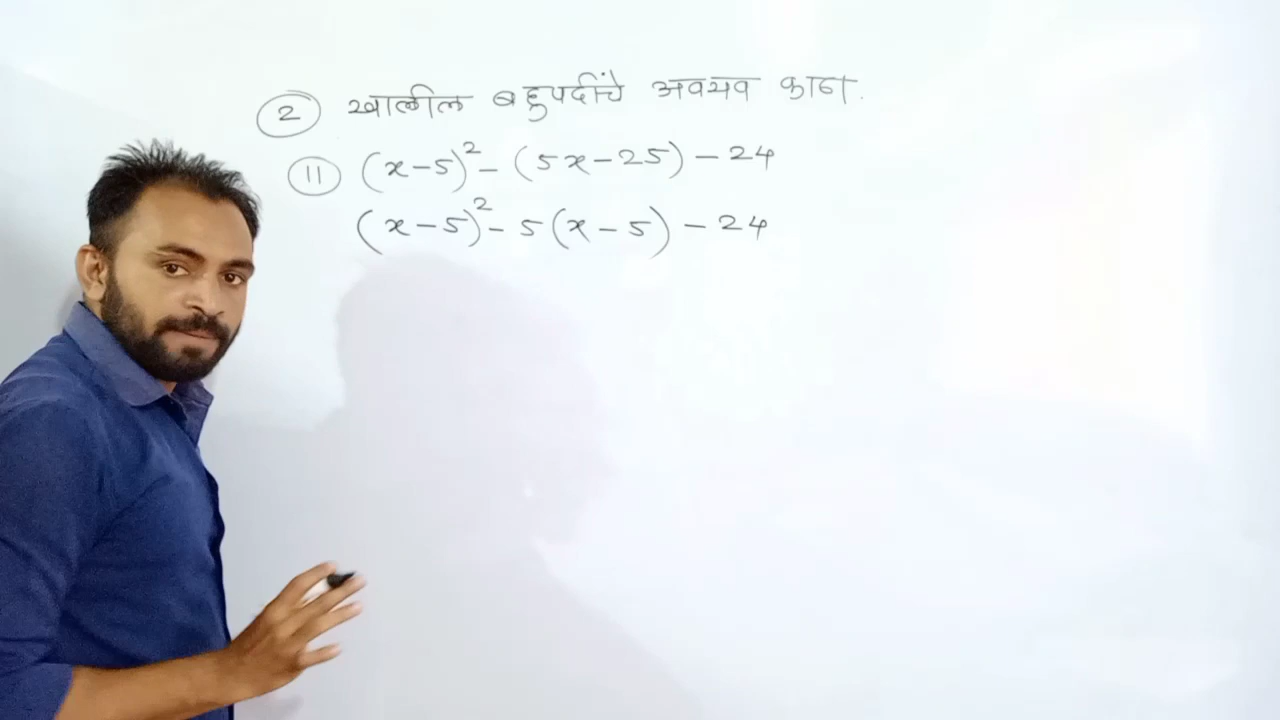 2 खालील बहुपदींचे अवयव काढा.
11 (x-5)² - (5x-25) - 24
(x-5)² - 5(x-5) - 24